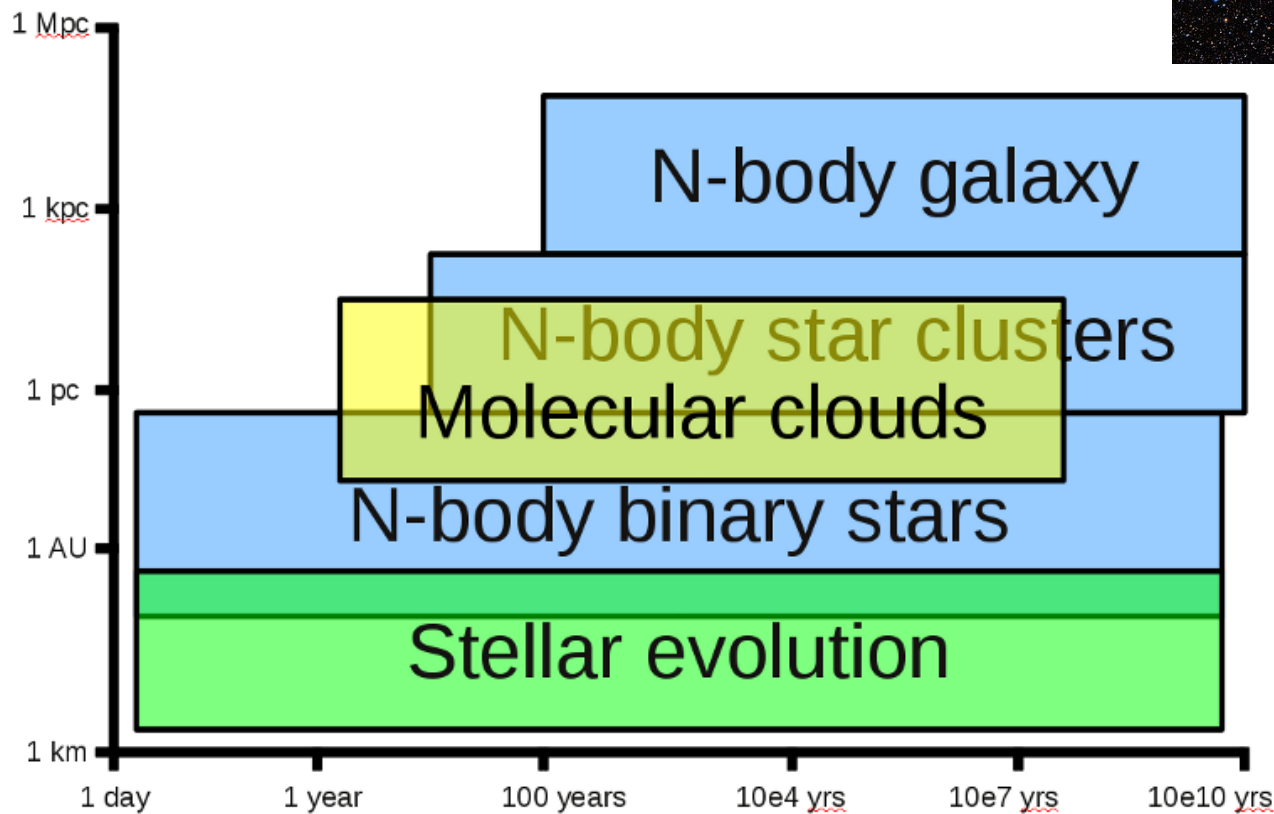 1 Mpc
N-body galaxy
1 kpc
N-body star clusters
1 pc
Molecular clouds
N-body binary stars
1 AU
Stellar evolution
1 km
1 day
1 year
100 years
10e4 yrs
10e7 yrs
10e10 yrs